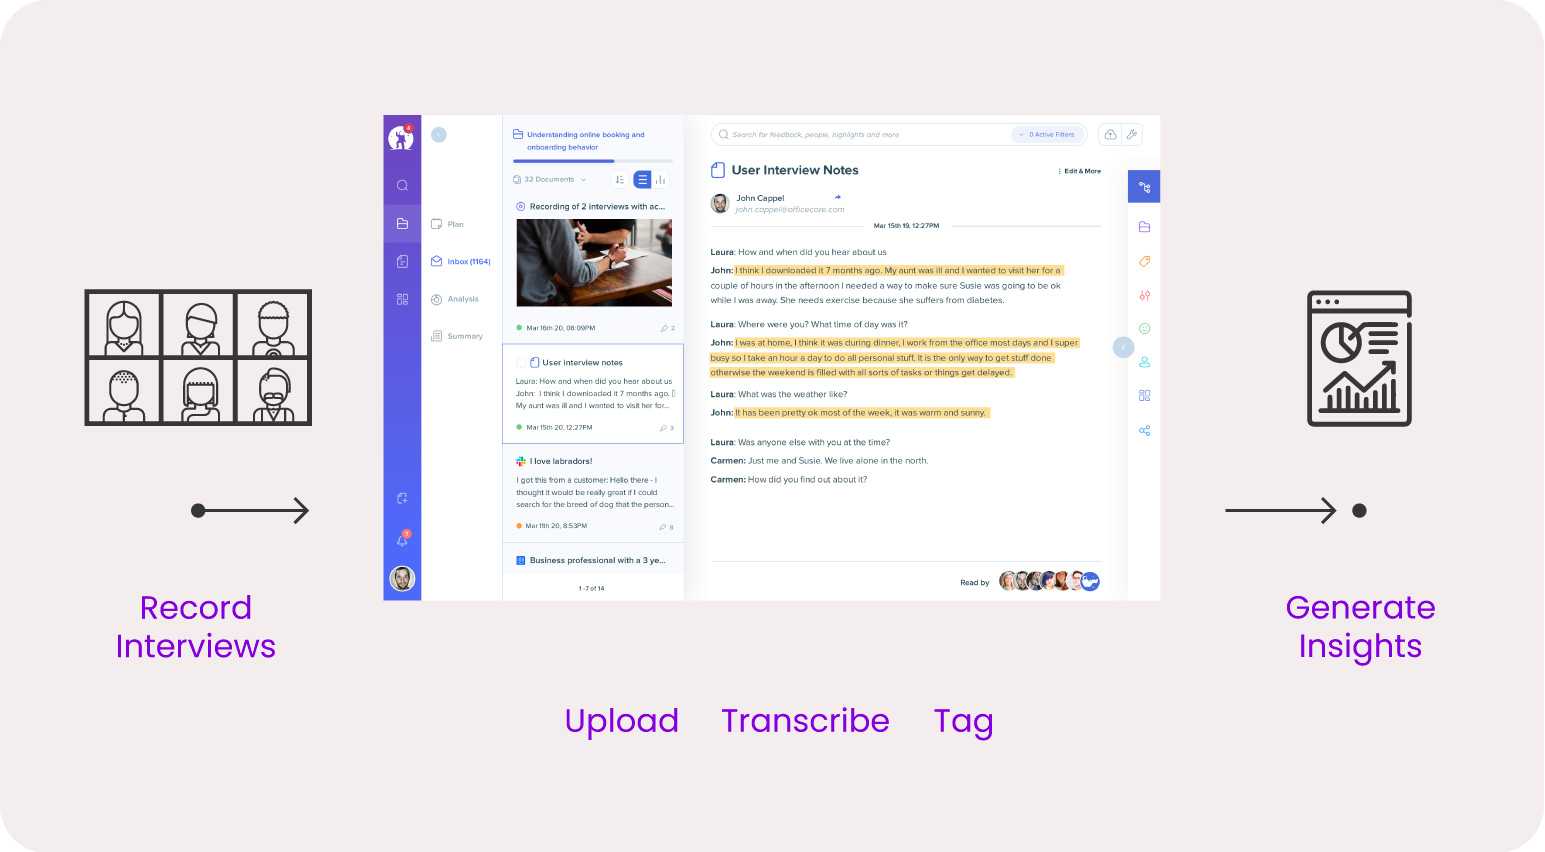 4
Understanding online booking and
onboarding behavior
32 Documents
Recording of 2 interviews with ac...
Mar 16th 20, 08:09PM
2
User interview notes
Laura: How and when did you hear about us
John: I think I downloaded it 7 months ago.
My aunt was ill and I wanted to visit her for...
Mar 15th 20, 12:27PM
3
I love labradors!
I got this from a customer: Hello there - I
thought it would be really great if I could
search for the breed of dog that the person...
Mar 11th 20, 8:53PM
8
Business professional with a 3 ye...
1 -7 of 14
Plan
Inbox (1164)
Analysis
Summary
7
Search for feedback, people, highlights and more
0 Active Filters
User Interview Notes
Edit & More
John Cappel
john.cappel@officecore.com
Mar 15th 19, 12:27PM
Laura: How and when did you hear about us
John: I think I downloaded it 7 months ago. My aunt was ill and I wanted to visit her for a
couple of hours in the afternoon I needed a way to make sure Susie was going to be ok
while I was away. She needs exercise because she suffers from diabetes.
Laura: Where were you? What time of day was it?
John: I was at home, I think it was during dinner, I work from the office most days and I super
busy so I take an hour a day to do all personal stuff. It is the only way to get stuff done
otherwise the weekend is filled with all sorts of tasks or things get delayed.
Laura: What was the weather like?
John: It has been pretty ok most of the week, it was warm and sunny.
Laura: Was anyone else with you at the time?
Carmen: Just me and Susie. We live alone in the north.
Carmen: How did you find out about it?
Read by
Record
Interviews
Generate
Insights
Upload Transcribe Tag